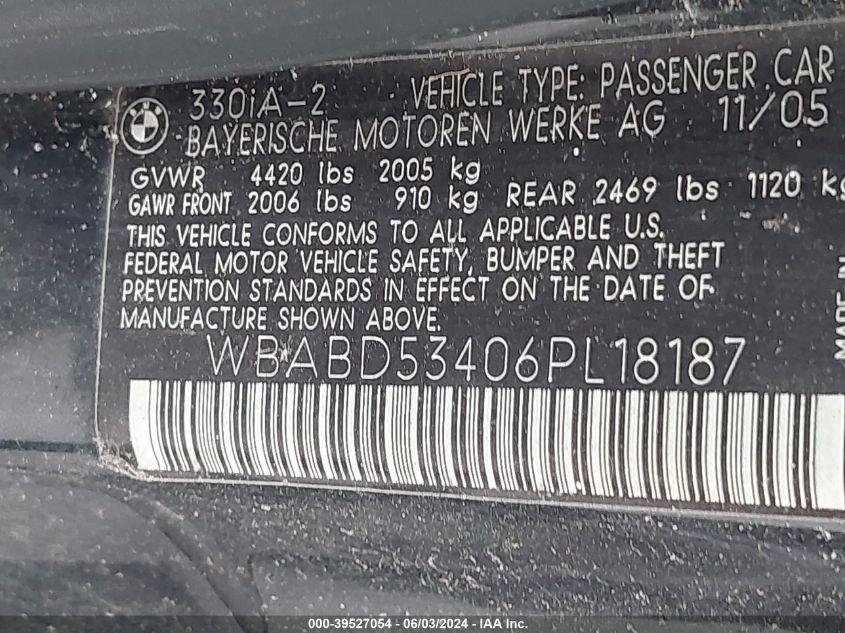 330iA-2 VEHICLE TYPE: PASSENGER CAR
BAYERISCHE MOTOREN WERKE AG 11/05
GVWR 4420 lbs 2005 kg
GAWR FRONT 2006 lbs 910 kg REAR 2469 lbs 1120 kg
THIS VEHICLE CONFORMS TO ALL APPLICABLE U.S.
FEDERAL MOTOR VEHICLE SAFETY, BUMPER AND THEFT
PREVENTION STANDARDS IN EFFECT ON THE DATE OF
MANUFACTURE SHOWN ABOVE.
MADE IN
WBABD53406PL18187
000-39527054 - 06/03/2024 - IAA Inc.